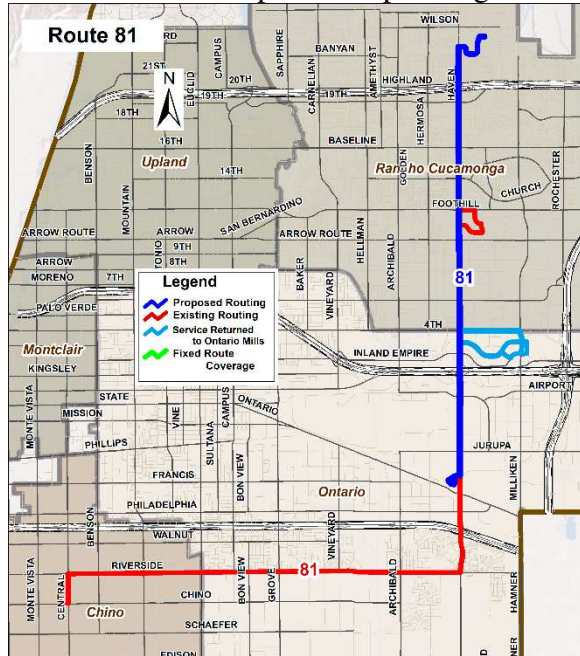 Route 81
WILSON
CAMPUS
SAPPHIRE
BANYAN
21ST
EUCLID
20TH
CARNELIAN
AMETHYST
HIGHLAND
HAVEN
N
19TH
19TH
18TH
HERMOSA
16TH
BASELINE
BENSON
Upland
Rancho Cucamonga
14TH
MOUNTAIN
CHURCH
ROCHESTER
FOOTHILL
SAN BERNARDINO
ARROW ROUTE
ARROW
ARROW ROUTE
9TH
8TH
HELLMAN
ARCHIBALD
ARROW
MORENO
7TH
BAKER
VINEYARD
81
Legend
Proposed Routing
Existing Routing
Service Returned
to Ontario Mills
Fixed Route
Coverage
PALO VERDE
4TH
Montclair
KINGSLEY
INLAND EMPIRE
AIRPOR
STATE
CAMPUS
ONTARIO
MONTE VISTA
MISSION
VINE
SULTANA
PHILLIPS
JURUPA
BON VIEW
FRANCIS
MILLIKEN
Ontario
PHILADELPHIA
BENSON
WALNUT
VINEYARD
RIVERSIDE
81
MONTE VISTA
CENTRAL
BON VIEW
GROVE
ARCHIBALD
HAMNER
CHINO
Chino
SCHAEFER
EDISON